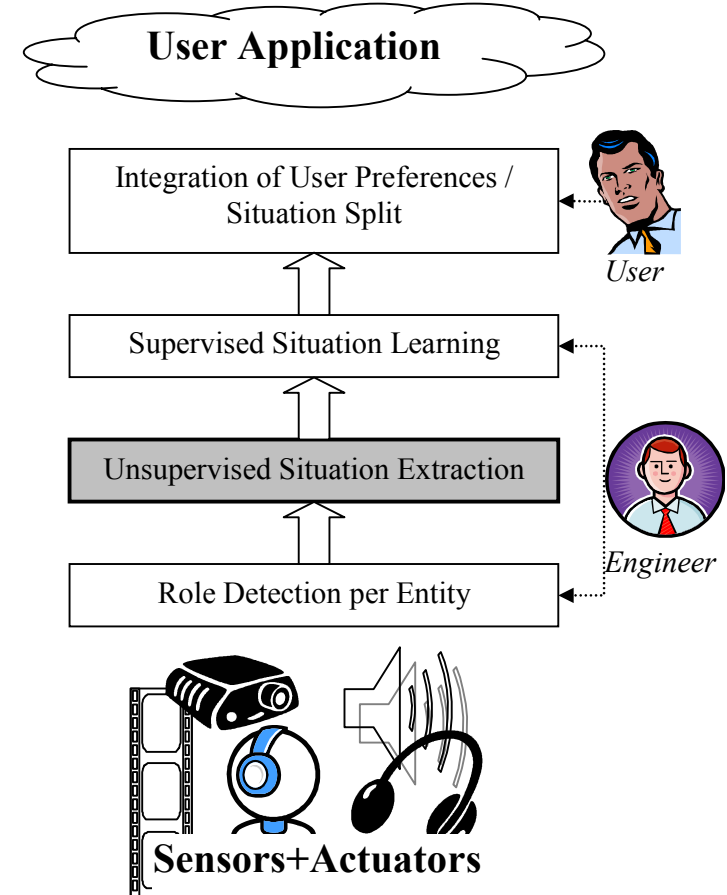 User Application
Integration of User Preferences /
Situation Split
User
Supervised Situation Learning
Unsupervised Situation Extraction
Engineer
Role Detection per Entity
Sensors+Actuators